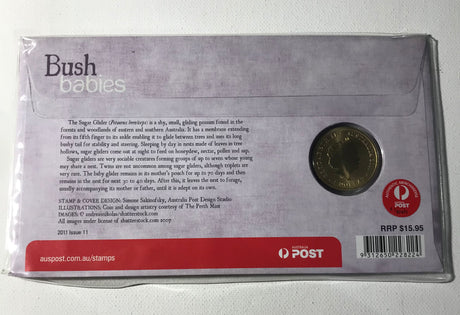 Bush
babies
The Sugar Glider (Petaurus breviceps) is a shy, small, gliding possum found in the
forests and woodlands of eastern and southern Australia. It has a membrane extending
from its fifth finger to its ankle enabling it to glide between trees and uses its long
bushy tail for stability and steering. Sleeping by day in nests made of leaves in tree
hollows, sugar gliders come out at night to feed on honeydew, nectar, pollen and sap.
Sugar gliders are very sociable creatures forming groups of up to seven whose young
may share a nest. Twins are not uncommon among sugar gliders, although triplets are
very rare. The baby glider remains in its mother's pouch for up to 70 days and then
remains in the nest for 30 to 40 days. After this, it leaves the nest to forage,
usually accompanying its mother or father, until it is adept on its own.
STAMP & COVER DESIGN: Simone Sakinofsky, Australia Post Design Studio
ILLUSTRATIONS: Coin and design artistry courtesy of The Perth Mint
IMAGES: © andreanikolas/shutterstock.com
All images under license of shutterstock.com 2007
2011 Issue 11
POST
RRP $15.95
auspost.com.au/stamps
AUSTRALIA
POST
9 312650 228224